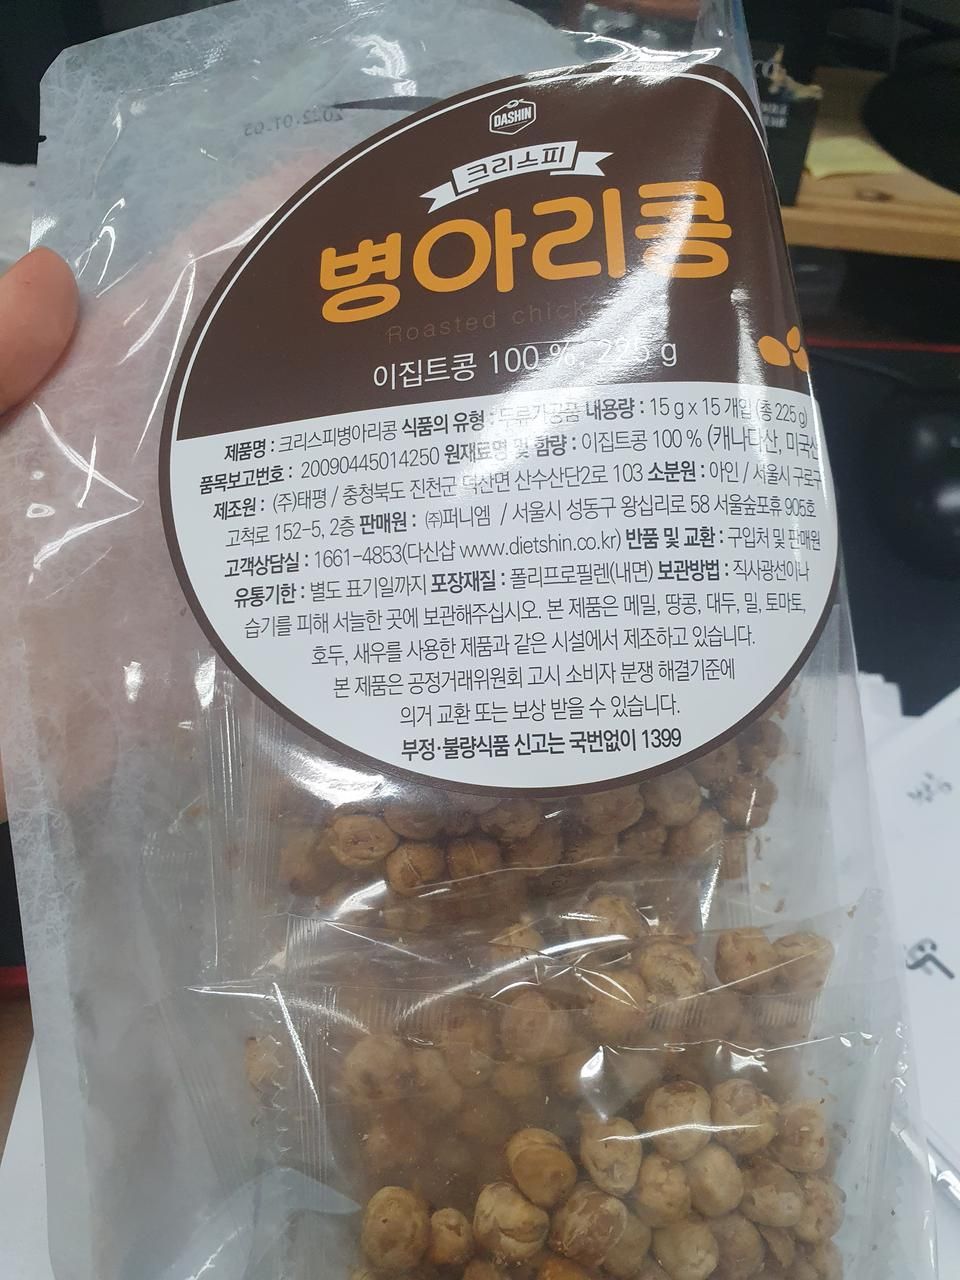 2022.01.03
DASHIN
크리스피
병아리콩
Roasted chick
이집트콩 100 % 225 g
제품명 : 크리스피병아리콩 식품의 유형 : 두류가공품 내용량 : 15 g x 15 개입 (총 225 g)
품목보고번호 : 20090445014250 원재료명 및 함량 : 이집트콩 100 % (캐나다산, 미국산
제조원 : (주)태평 / 충청북도 진천군 덕산면 산수산단2로 103 소분원 : 아인 / 서울시 구로구
고척로 152-5, 2층 판매원 : ㈜퍼니엠 / 서울시 성동구 왕십리로 58 서울숲포휴 905호
고객상담실 : 1661-4853(다신샵 www.dietshin.co.kr) 반품 및 교환 : 구입처 및 판매원
유통기한 : 별도 표기일까지 포장재질 : 폴리프로필렌(내면) 보관방법 : 직사광선이나
습기를 피해 서늘한 곳에 보관해주십시오. 본 제품은 메밀, 땅콩, 대두, 밀, 토마토,
호두, 새우를 사용한 제품과 같은 시설에서 제조하고 있습니다.
본 제품은 공정거래위원회 고시 소비자 분쟁 해결기준에
의거 교환 또는 보상 받을 수 있습니다.
부정·불량식품 신고는 국번없이 1399